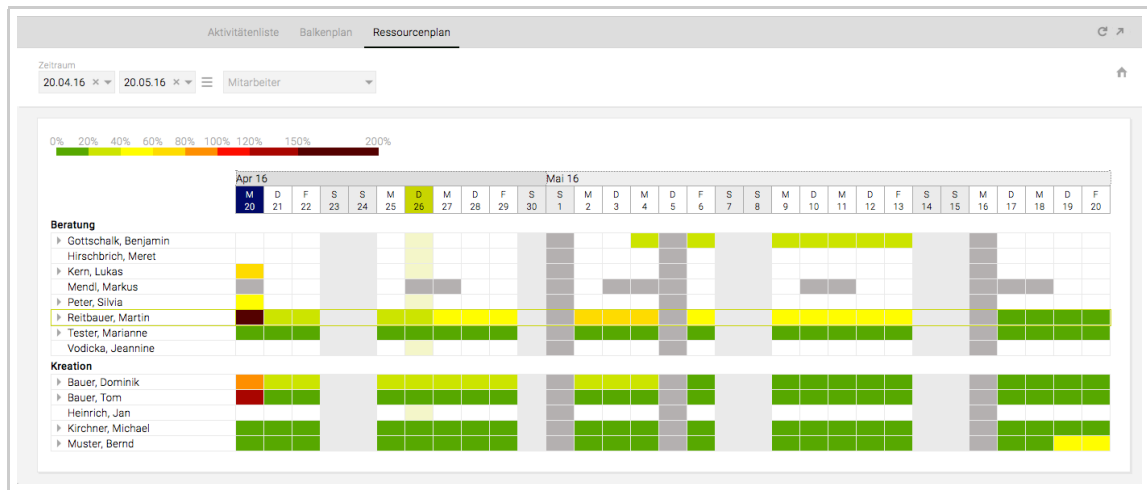 Aktivitätenliste Balkenplan Ressourcenplan
Zeitraum
20.04.16 × 20.05.16 × Mitarbeiter
0% 20% 40% 60% 80% 100% 120% 150% 200%
Apr 16 Mai 16
M D F S S M D M D F S S M D M D F S S M D M D F S S M D M D F
20 21 22 23 24 25 26 27 28 29 30 1 2 3 4 5 6 7 8 9 10 11 12 13 14 15 16 17 18 19 20
Beratung
Gottschalk, Benjamin
Hirschbrich, Meret
Kern, Lukas
Mendl, Markus
Peter, Silvia
Reitbauer, Martin
Tester, Marianne
Vodicka, Jeannine
Kreation
Bauer, Dominik
Bauer, Tom
Heinrich, Jan
Kirchner, Michael
Muster, Bernd